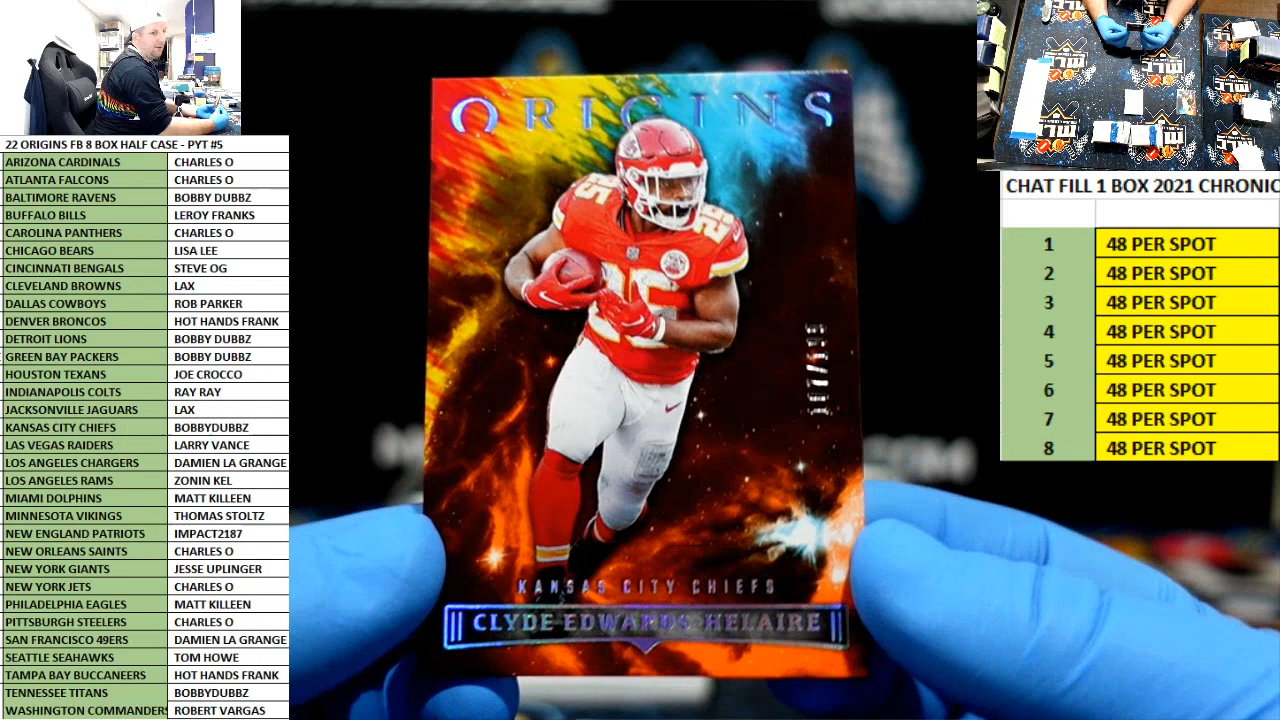 22 ORIGINS FB 8 BOX HALF CASE - PYT #5
ARIZONA CARDINALS CHARLES O
ATLANTA FALCONS CHARLES O
BALTIMORE RAVENS BOBBY DUBBZ
BUFFALO BILLS LEROY FRANKS
CAROLINA PANTHERS CHARLES O
CHICAGO BEARS LISA LEE
CINCINNATI BENGALS STEVE OG
CLEVELAND BROWNS LAX
DALLAS COWBOYS ROB PARKER
DENVER BRONCOS HOT HANDS FRANK
DETROIT LIONS BOBBY DUBBZ
GREEN BAY PACKERS BOBBY DUBBZ
HOUSTON TEXANS JOE CROCCO
INDIANAPOLIS COLTS RAY RAY
JACKSONVILLE JAGUARS LAX
KANSAS CITY CHIEFS BOBBYDUBBZ
LAS VEGAS RAIDERS LARRY VANCE
LOS ANGELES CHARGERS DAMIEN LA GRANGE
LOS ANGELES RAMS ZONIN KEL
MIAMI DOLPHINS MATT KILLEEN
MINNESOTA VIKINGS THOMAS STOLTZ
NEW ENGLAND PATRIOTS IMPACT2187
NEW ORLEANS SAINTS CHARLES O
NEW YORK GIANTS JESSE UPLINGER
NEW YORK JETS CHARLES O
PHILADELPHIA EAGLES MATT KILLEEN
PITTSBURGH STEELERS CHARLES O
SAN FRANCISCO 49ERS DAMIEN LA GRANGE
SEATTLE SEAHAWKS TOM HOWE
TAMPA BAY BUCCANEERS HOT HANDS FRANK
TENNESSEE TITANS BOBBYDUBBZ
WASHINGTON COMMANDERS ROBERT VARGAS
ORIGINS
25
25
25
KANSAS CITY CHIEFS
CLYDE EDWARDS-HELAIRE
MLC
CHAT FILL 1 BOX 2021 CHRONIC
1 48 PER SPOT
2 48 PER SPOT
3 48 PER SPOT
4 48 PER SPOT
5 48 PER SPOT
6 48 PER SPOT
7 48 PER SPOT
8 48 PER SPOT